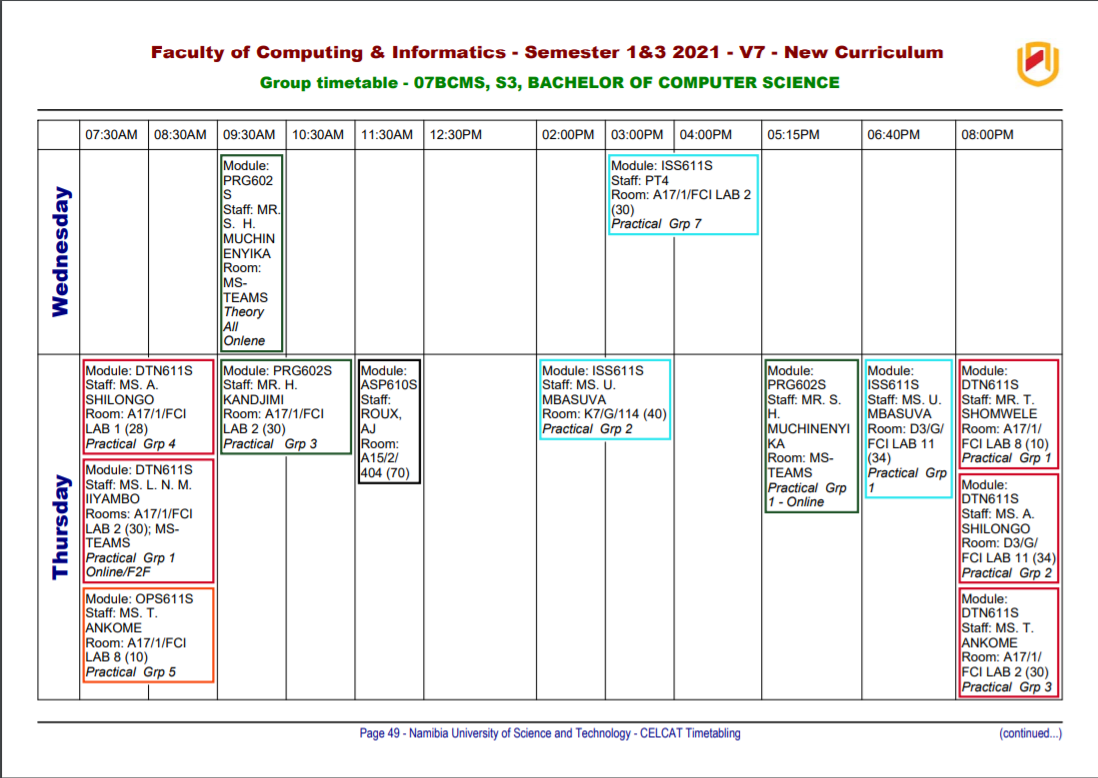 Faculty of Computing & Informatics - Semester 1&3 2021 - V7 - New Curriculum
Group timetable - 07BCMS, S3, BACHELOR OF COMPUTER SCIENCE
07:30AM 08:30AM 09:30AM 10:30AM 11:30AM 12:30PM 02:00PM 03:00PM 04:00PM 05:15PM 06:40PM 08:00PM
Wednesday
Module:
PRG602
S
Staff: MR.
S. H.
MUCHIN
ENYIKA
Room:
MS-
TEAMS
Theory
All
Onlene
Module: ISS611S
Staff: PT4
Room: A17/1/FCI LAB 2
(30)
Practical Grp 7
Thursday
Module: DTN611S
Staff: MS. A.
SHILONGO
Room: A17/1/FCI
LAB 1 (28)
Practical Grp 4
Module: DTN611S
Staff: MS. L. N. M.
IIYAMBO
Rooms: A17/1/FCI
LAB 2 (30); MS-
TEAMS
Practical Grp 1
Online/F2F
Module: OPS611S
Staff: MS. T.
ANKOME
Room: A17/1/FCI
LAB 8 (10)
Practical Grp 5
Module: PRG602S
Staff: MR. H.
KANDJIMI
Room: A17/1/FCI
LAB 2 (30)
Practical Grp 3
Module:
ASP610S
Staff:
ROUX,
AJ
Room:
A15/2/
404 (70)
Module: ISS611S
Staff: MS. U.
MBASUVA
Room: K7/G/114 (40)
Practical Grp 2
Module:
PRG602S
Staff: MR. S.
H.
MUCHINENYI
KA
Room: MS-
TEAMS
Practical Grp
1 - Online
Module:
ISS611S
Staff: MS. U.
MBASUVA
Room: D3/G/
FCI LAB 11
(34)
Practical Grp
1
Module:
DTN611S
Staff: MR. T.
SHOMWELE
Room: A17/1/
FCI LAB 8 (10)
Practical Grp 1
Module:
DTN611S
Staff: MS. A.
SHILONGO
Room: D3/G/
FCI LAB 11 (34)
Practical Grp 2
Module:
DTN611S
Staff: MS. T.
ANKOME
Room: A17/1/
FCI LAB 2 (30)
Practical Grp 3
Page 49 - Namibia University of Science and Technology - CELCAT Timetabling
(continued...)